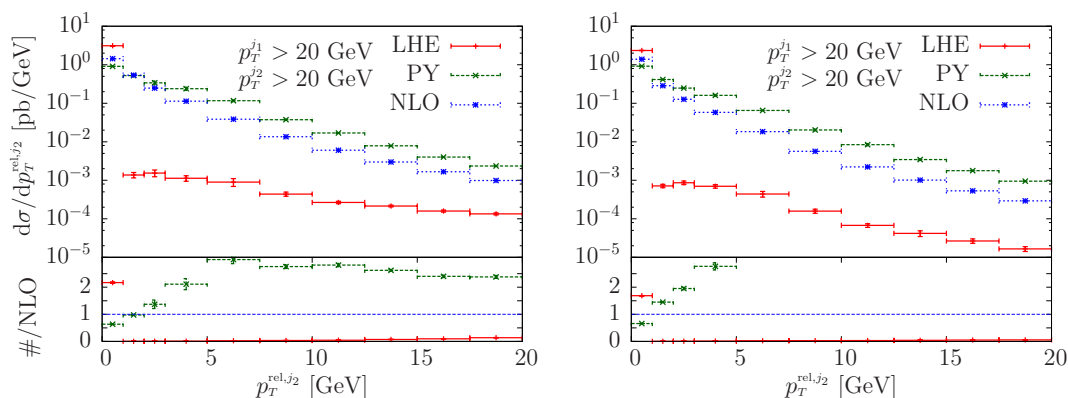 dσ/dp_T^{rel,j_2} [pb/GeV]
10^1
10^0
10^{-1}
10^{-2}
10^{-3}
10^{-4}
10^{-5}
p_T^{j_1} > 20 GeV
p_T^{j_2} > 20 GeV
LHE
PY
NLO
#/NLO
2
1
0
0 5 10 15 20
p_T^{rel,j_2} [GeV]
10^1
10^0
10^{-1}
10^{-2}
10^{-3}
10^{-4}
10^{-5}
p_T^{j_1} > 20 GeV
p_T^{j_2} > 20 GeV
LHE
PY
NLO
2
1
0
0 5 10 15 20
p_T^{rel,j_2} [GeV]